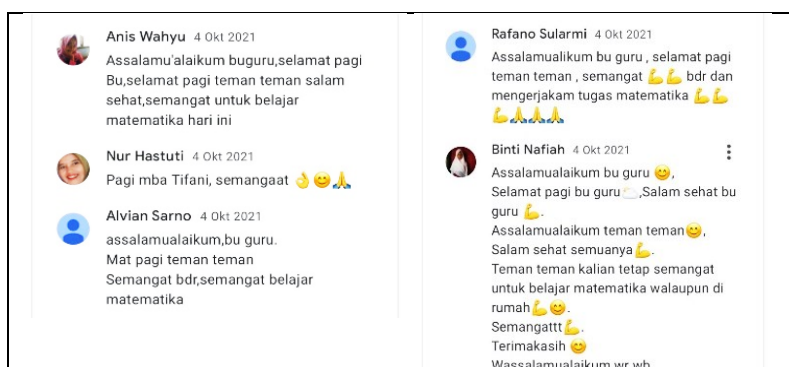 Anis Wahyu 4 Okt 2021
Assalamu'alaikum buguru,selamat pagi
Bu,selamat pagi teman teman salam
sehat,semangat untuk belajar
matematika hari ini
Nur Hastuti 4 Okt 2021
Pagi mba Tifani, semangaat 👌😊🙏
Alvian Sarno 4 Okt 2021
assalamualaikum,bu guru.
Mat pagi teman teman
Semangat bdr,semangat belajar
matematika
Rafano Sularmi 4 Okt 2021
Assalamualikum bu guru , selamat pagi
teman teman , semangat 💪💪 bdr dan
mengerjakam tugas matematika 💪💪
💪🙏🙏🙏
Binti Nafiah 4 Okt 2021
Assalamualaikum bu guru 😊,
Selamat pagi bu guru☁️,Salam sehat bu
guru 💪.
Assalamualaikum teman teman😊,
Salam sehat semuanya💪.
Teman teman kalian tetap semangat
untuk belajar matematika walaupun di
rumah💪😊.
Semangattt💪.
Terimakasih 😊
Wassalamualaikum wr wb